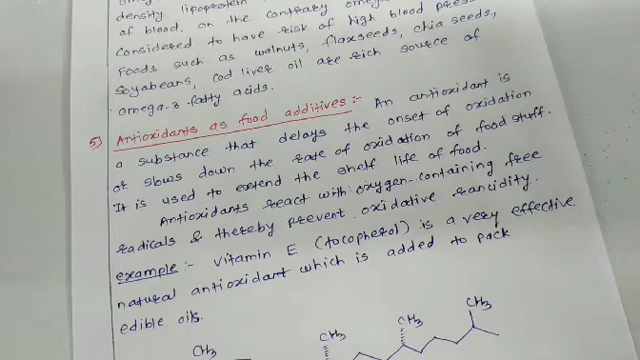 density lipoprotein
of blood. On the contrary omega
considered to have risk of high blood press
Foods such as walnuts, flaxseeds, chia seeds,
soyabeans, cod liver oil are rich source of
omega-3 fatty acids.
5) Antioxidants as food additives :- An antioxidant is
a substance that delays the onset of oxidation
or slows down the rate of oxidation of food stuff.
It is used to extend the shelf life of food.
Antioxidants react with oxygen-containing free
radicals & thereby prevent oxidative rancidity.
example :- Vitamin E (tocopherol) is a very effective
natural antioxidant which is added to pack
edible oils.
CH3
CH3
CH3
CH3